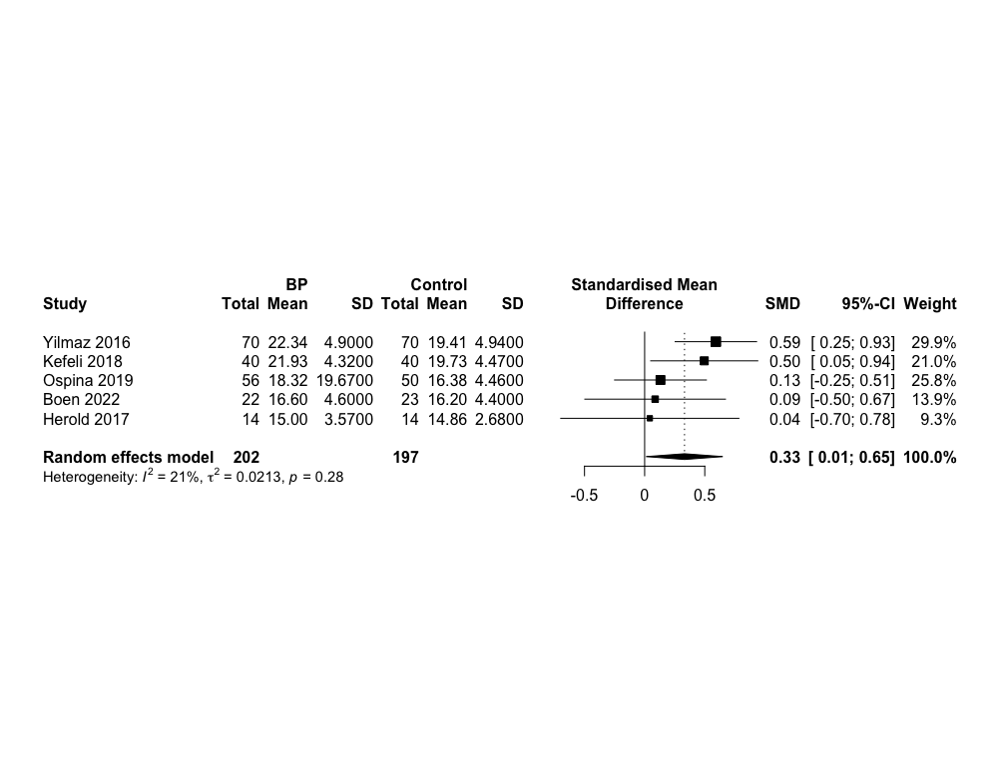 BP Control Standardised Mean
Study Total Mean SD Total Mean SD Difference SMD 95%-CI Weight
Yilmaz 2016 70 22.34 4.9000 70 19.41 4.9400 0.59 [ 0.25; 0.93] 29.9%
Kefeli 2018 40 21.93 4.3200 40 19.73 4.4700 0.50 [ 0.05; 0.94] 21.0%
Ospina 2019 56 18.32 19.6700 50 16.38 4.4600 0.13 [-0.25; 0.51] 25.8%
Boen 2022 22 16.60 4.6000 23 16.20 4.4000 0.09 [-0.50; 0.67] 13.9%
Herold 2017 14 15.00 3.5700 14 14.86 2.6800 0.04 [-0.70; 0.78] 9.3%
Random effects model 202 197 0.33 [ 0.01; 0.65] 100.0%
Heterogeneity: I² = 21%, τ² = 0.0213, p = 0.28
-0.5 0 0.5